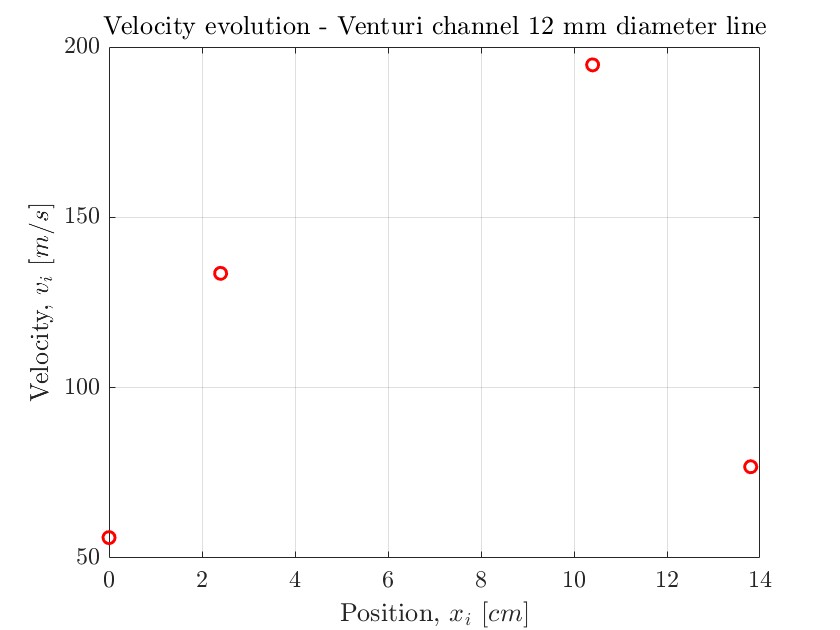 Velocity evolution - Venturi channel 12 mm diameter line
200
150
100
50
Velocity, v_i [m/s]
0 2 4 6 8 10 12 14
Position, x_i [cm]